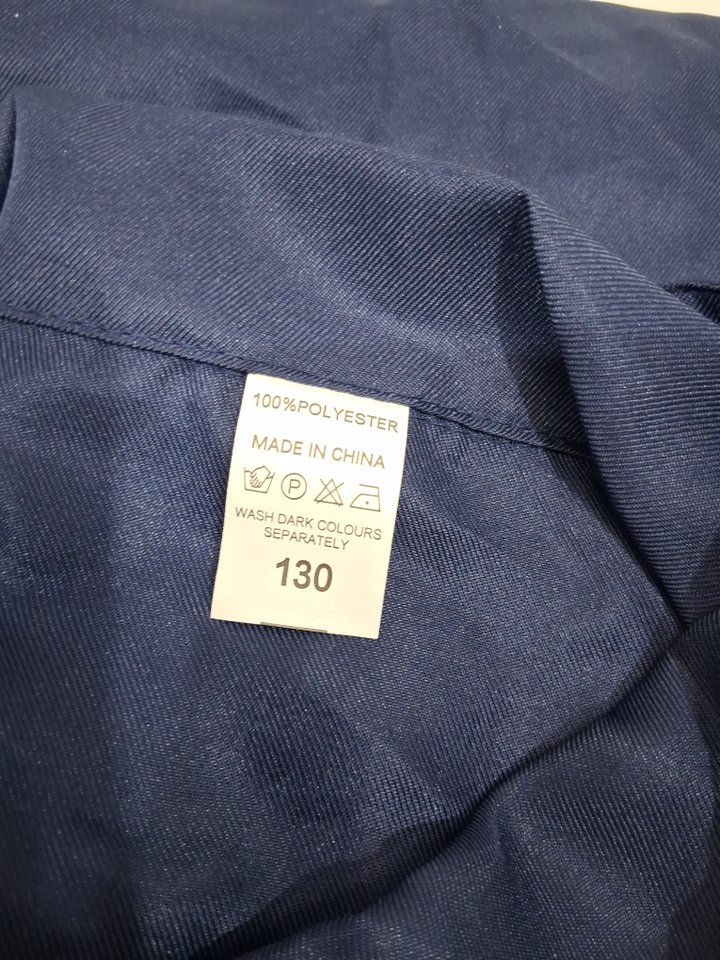 100%POLYESTER
MADE IN CHINA
P
WASH DARK COLOURS
SEPARATELY
130